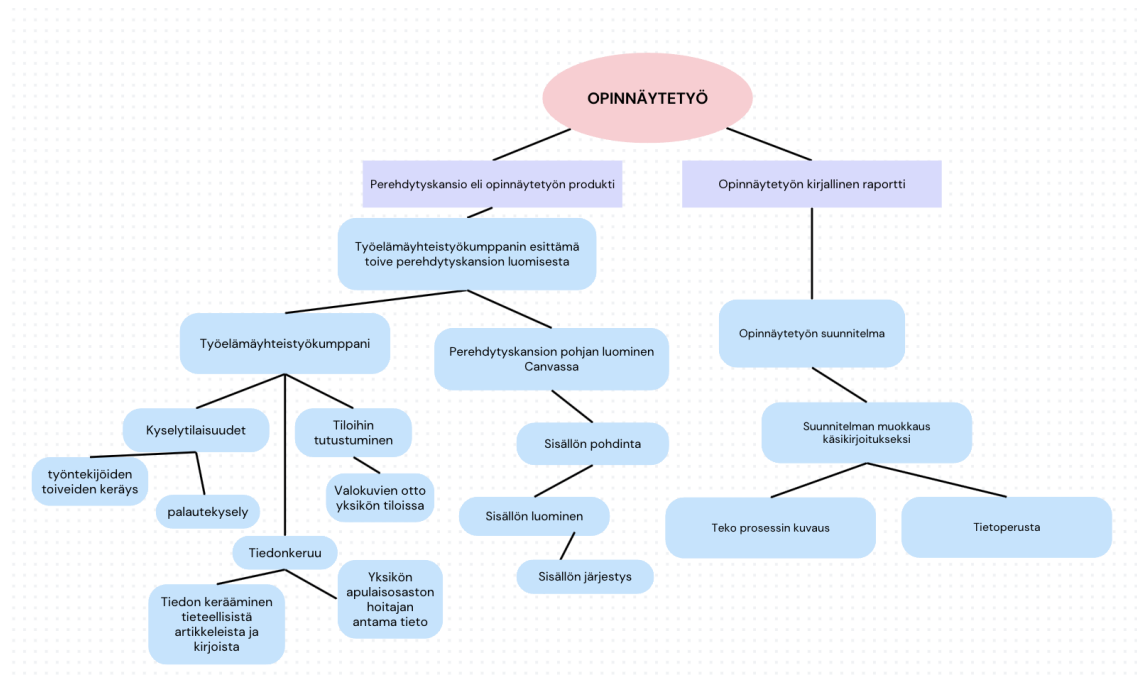 OPINNÄYTETYÖ
Perehdytyskansio eli opinnäytetyön produkti
Opinnäytetyön kirjallinen raportti
Työelämäyhteistyökumppanin esittämä
toive perehdytyskansion luomisesta
Työelämäyhteistyökumppani
Perehdytyskansion pohjan luominen
Canvassa
Opinnäytetyön suunnitelma
Kyselytilaisuudet
Tiloihin
tutustuminen
Sisällön pohdinta
Suunnitelman muokkaus
käsikirjoitukseksi
työntekijöiden
toiveiden keräys
palautekysely
Valokuvien otto
yksikön tiloissa
Sisällön luominen
Teko prosessin kuvaus
Tietoperusta
Tiedonkeruu
Sisällön järjestys
Tiedon kerääminen
tieteellisistä
artikkeleista ja
kirjoista
Yksikön
apulaisosaston
hoitajan
antama tieto